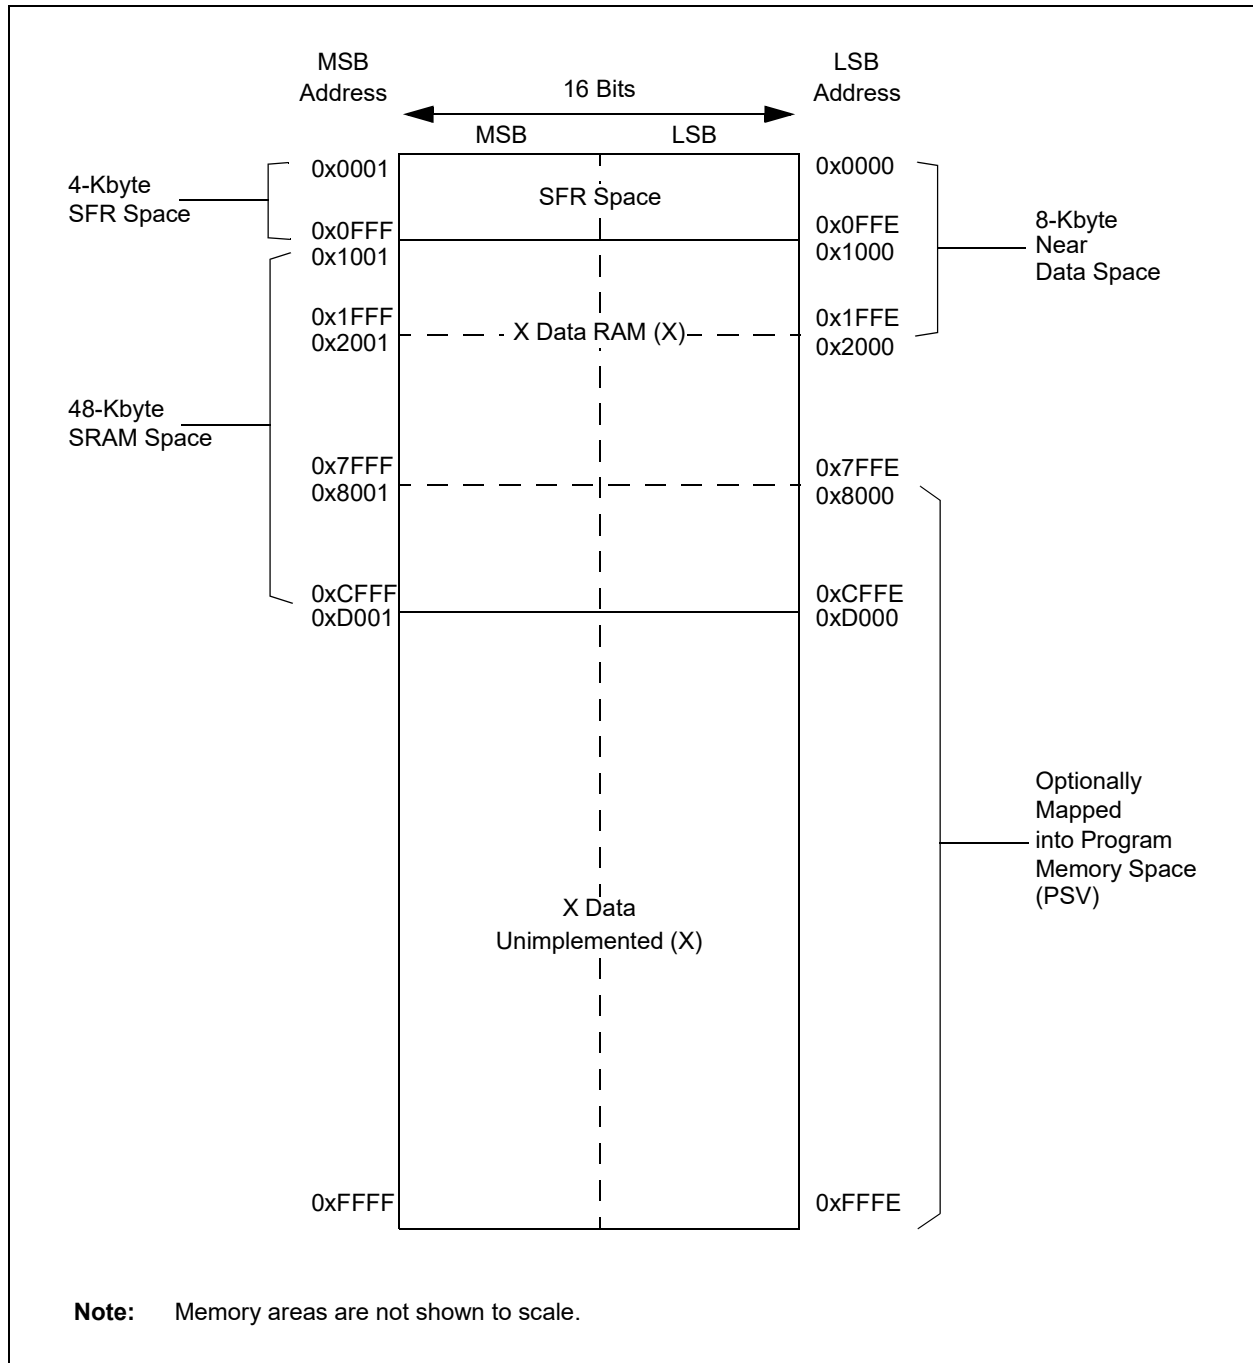 MSB
Address
LSB
Address
16 Bits
MSB
LSB
0x0001
0x0000
4-Kbyte
SFR Space
SFR Space
0x0FFF
0x1001
0x0FFE
0x1000
8-Kbyte
Near
Data Space
0x1FFF
0x2001
X Data RAM (X)
0x1FFE
0x2000
48-Kbyte
SRAM Space
0x7FFF
0x8001
0x7FFE
0x8000
0xCFFF
0xD001
0xCFFE
0xD000
Optionally
Mapped
into Program
Memory Space
(PSV)
X Data
Unimplemented (X)
0xFFFF
0xFFFE
Note: Memory areas are not shown to scale.